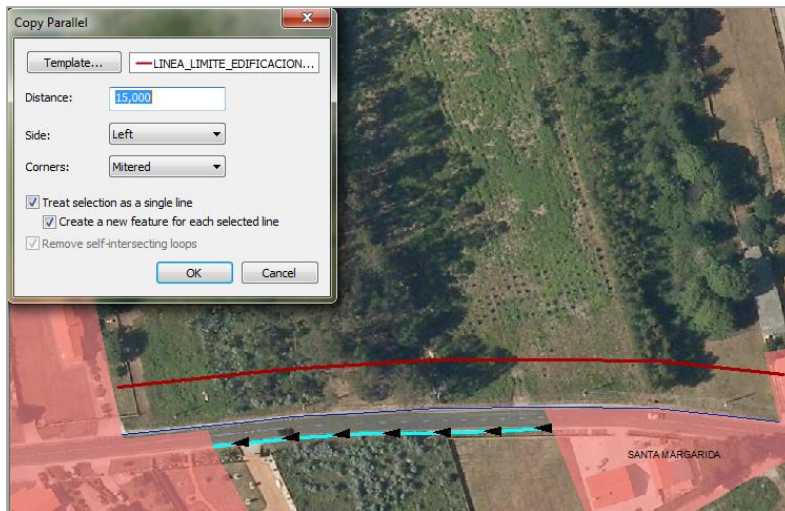 Copy Parallel
Template...
LINEA_LIMITE_EDIFICACION...
Distance:
15,000
Side:
Left
Corners:
Mitered
Treat selection as a single line
Create a new feature for each selected line
Remove self-intersecting loops
OK
Cancel
SANTA MARGARIDA